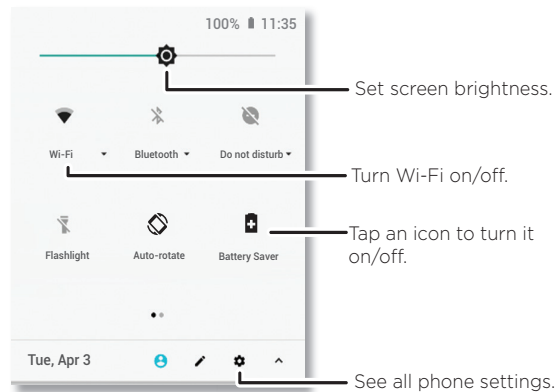 100% 11:35
Set screen brightness.
Wi-Fi Bluetooth Do not disturb
Turn Wi-Fi on/off.
Flashlight Auto-rotate Battery Saver
Tap an icon to turn it
on/off.
Tue, Apr 3
See all phone settings.